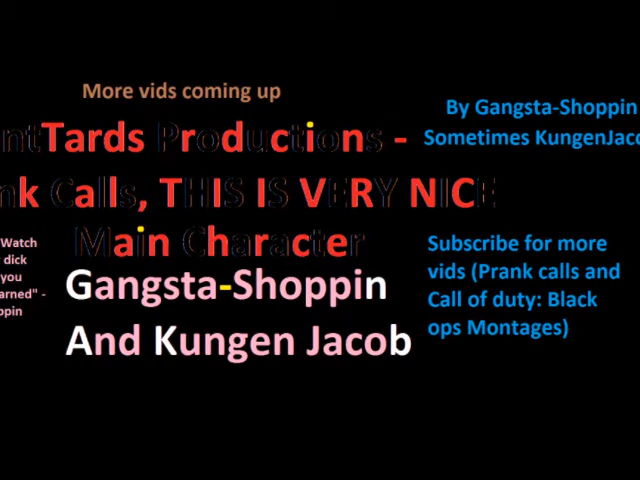 More vids coming up
By Gangsta-Shoppin
Sometimes KungenJaco
ntTards Productions -
nk Calls, THIS IS VERY NICE
Main Character
Gangsta-Shoppin
And Kungen Jacob
Watch
dick
you
arned" -
ppin
Subscribe for more
vids (Prank calls and
Call of duty: Black
ops Montages)